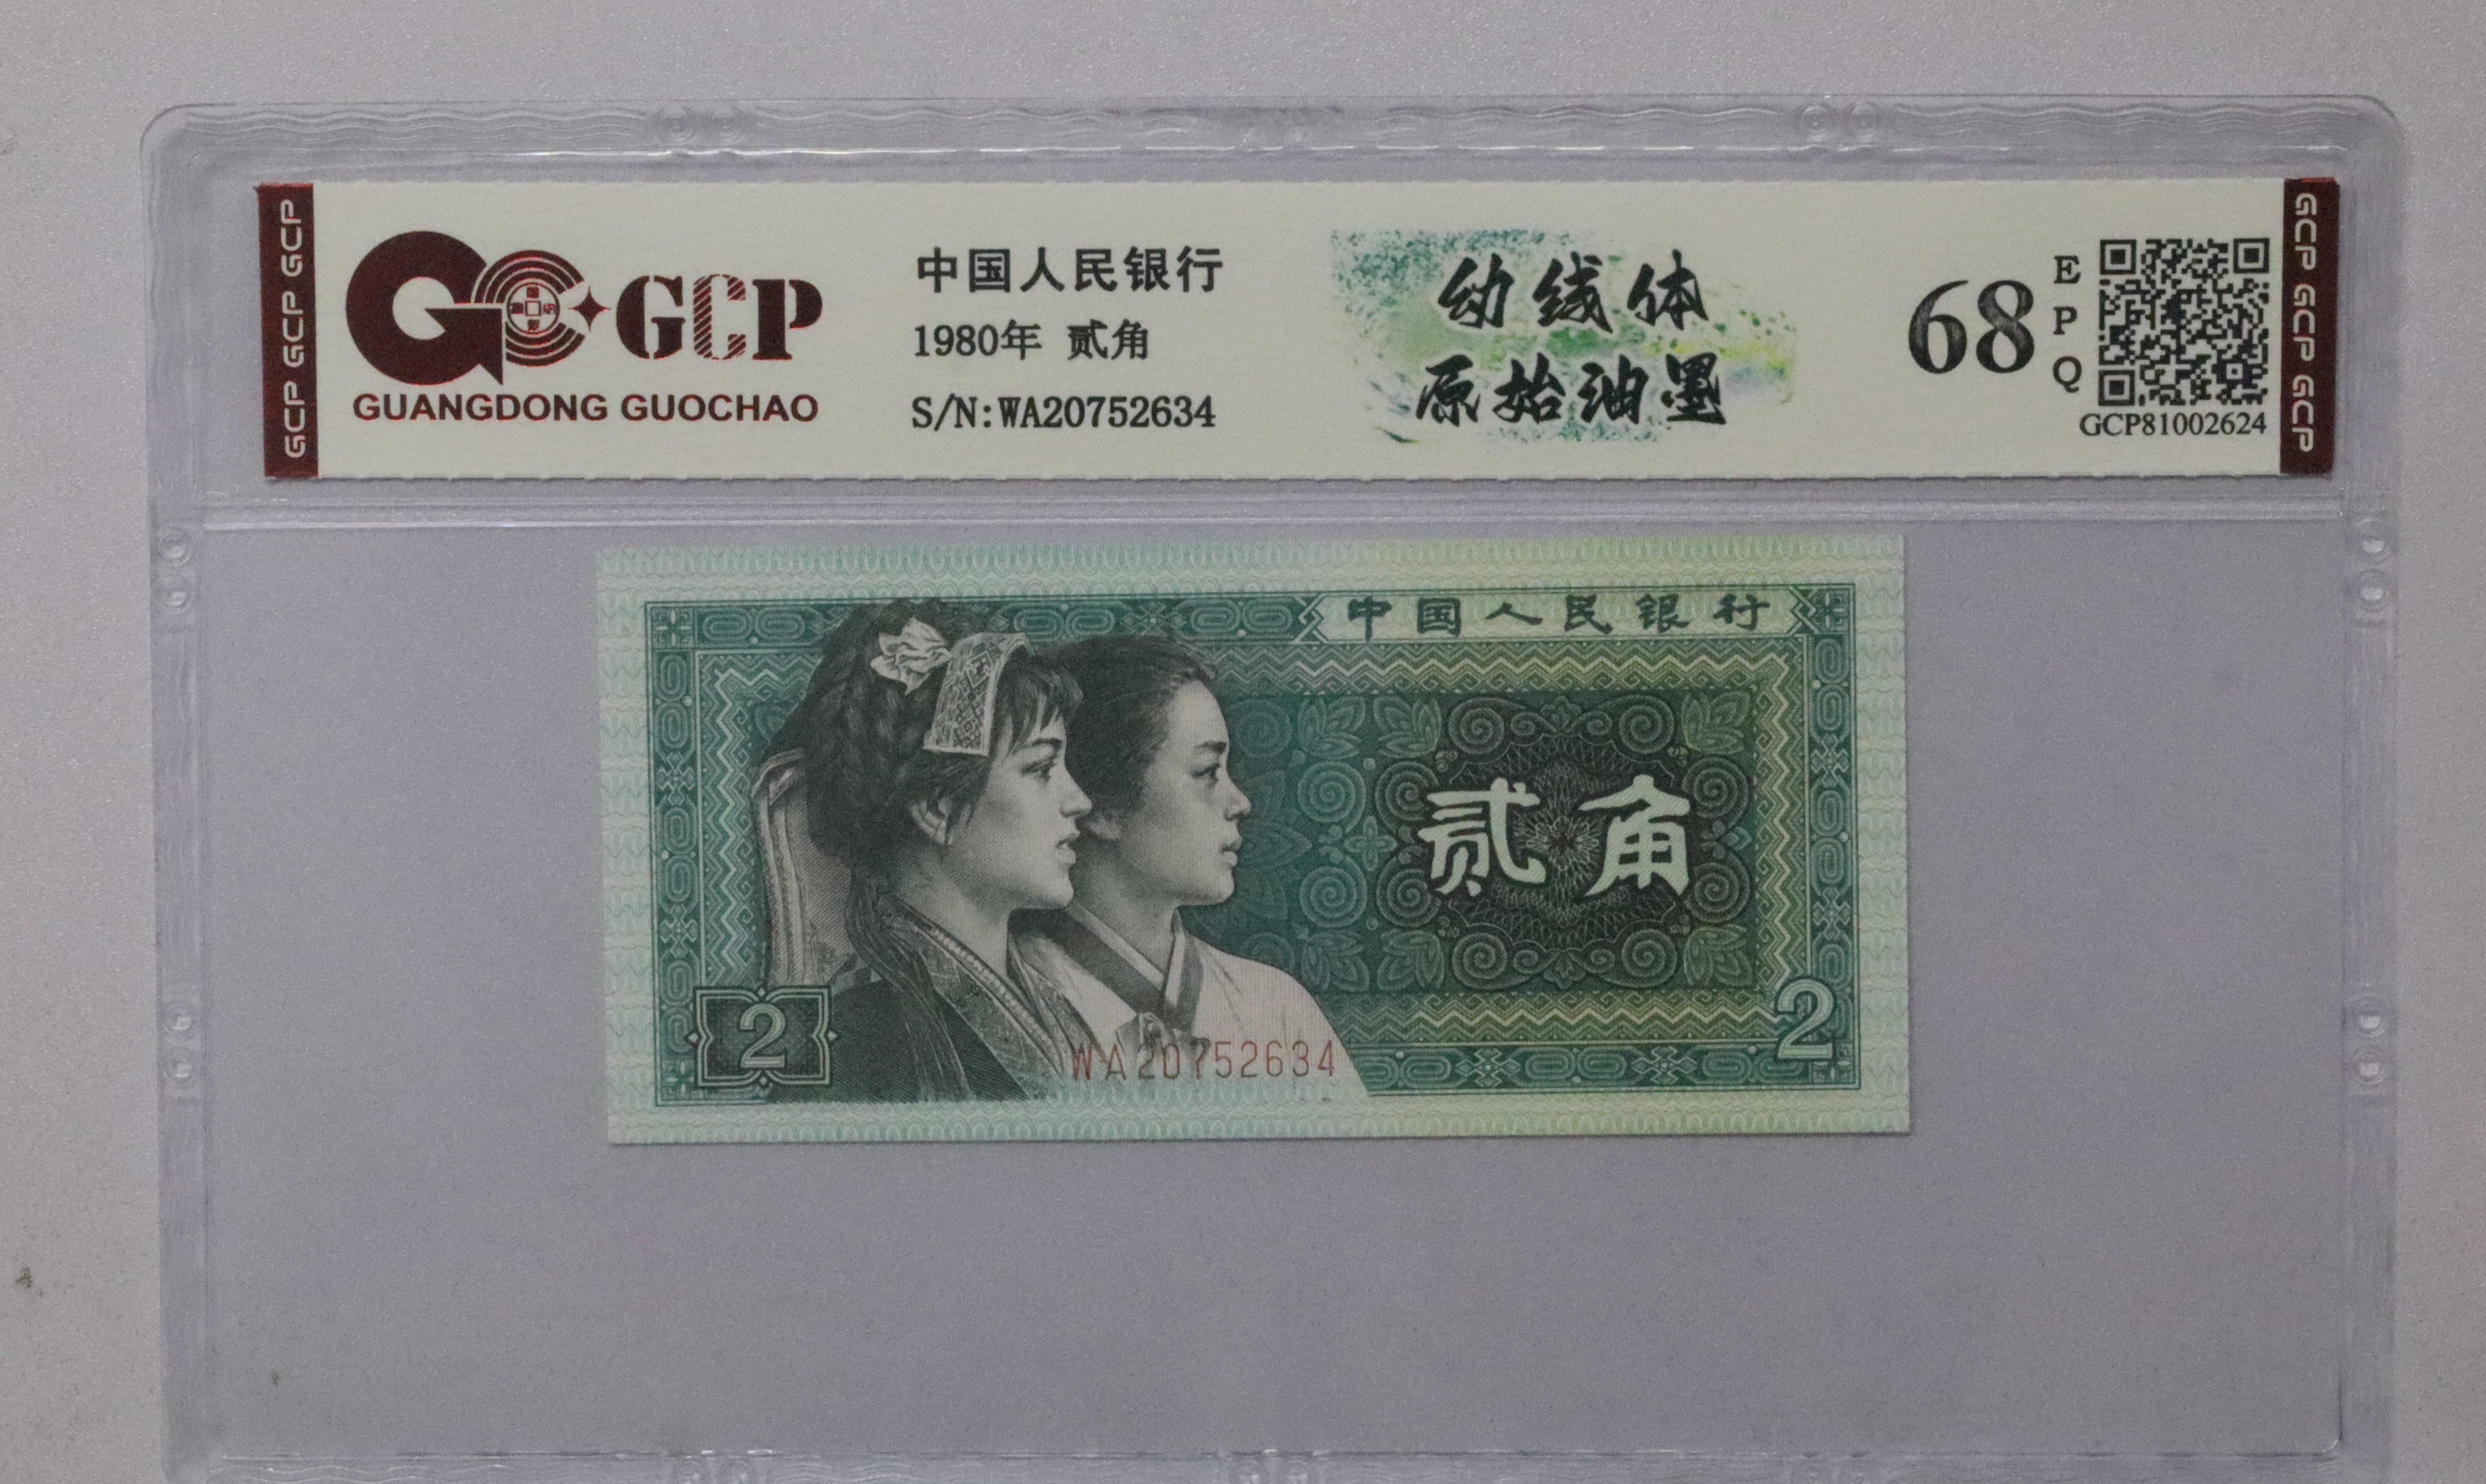 GCP GCP GCP
GCP
GUANGDONG GUOCHAO
中国人民银行
1980年 贰角
S/N:WA20752634
幼线体
原始油墨
68
E
P
Q
GCP81002624
GCP GCP GCP
中国人民银行
贰角
2
WA20752634
2